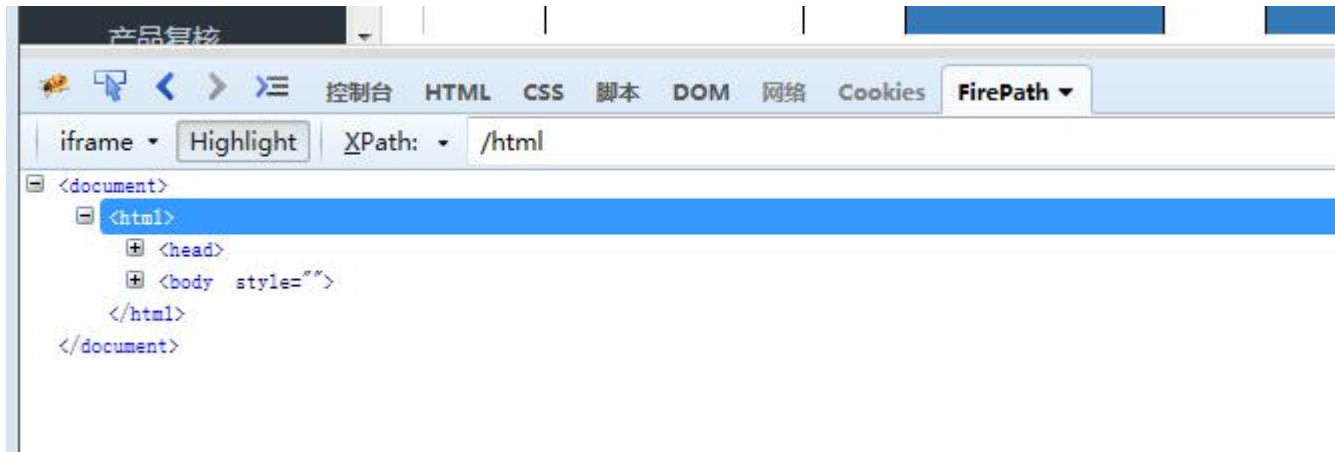 产品复核
控制台 HTML CSS 脚本 DOM 网络 Cookies FirePath
iframe Highlight XPath: /html
<document>
<html>
<head>
<body style="">
</html>
</document>